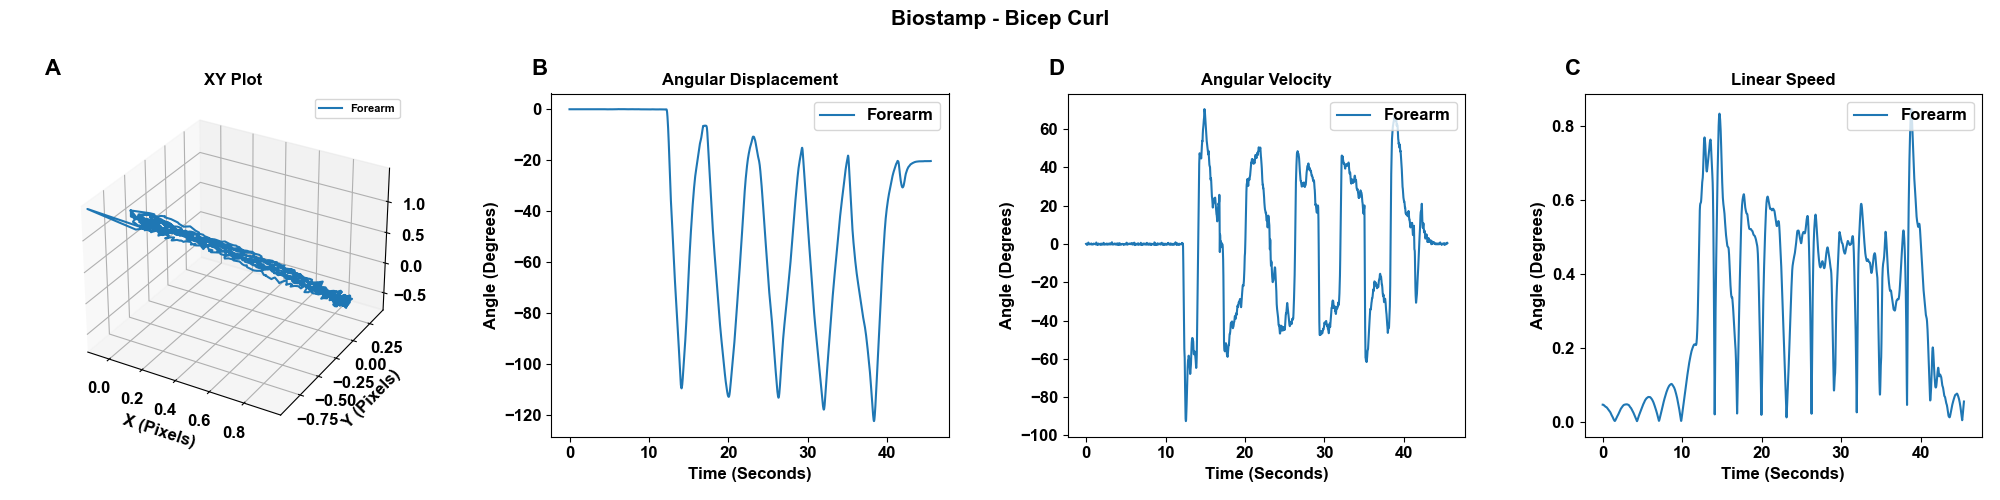 Biostamp - Bicep Curl
A
XY Plot
Forearm
1.0
0.5
0.0
−0.5
0.25
0.00
−0.25
−0.50
−0.75
Y (Pixels)
0.0
0.2
0.4
0.6
0.8
X (Pixels)
B
Angular Displacement
Forearm
Angle (Degrees)
0
−20
−40
−60
−80
−100
−120
0 10 20 30 40
Time (Seconds)
D
Angular Velocity
Forearm
Angle (Degrees)
60
40
20
0
−20
−40
−60
−80
−100
0 10 20 30 40
Time (Seconds)
C
Linear Speed
Forearm
Angle (Degrees)
0.8
0.6
0.4
0.2
0.0
0 10 20 30 40
Time (Seconds)